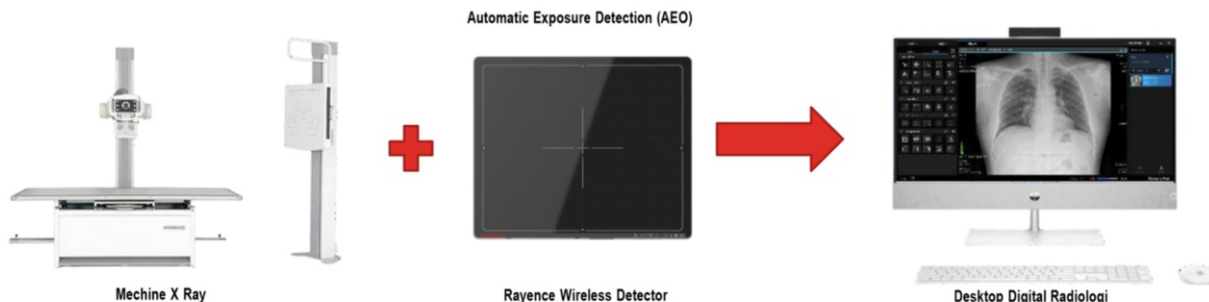 Automatic Exposure Detection (AEO)
Mechine X Ray
Rayence Wireless Detector
Desktop Digital Radiologi